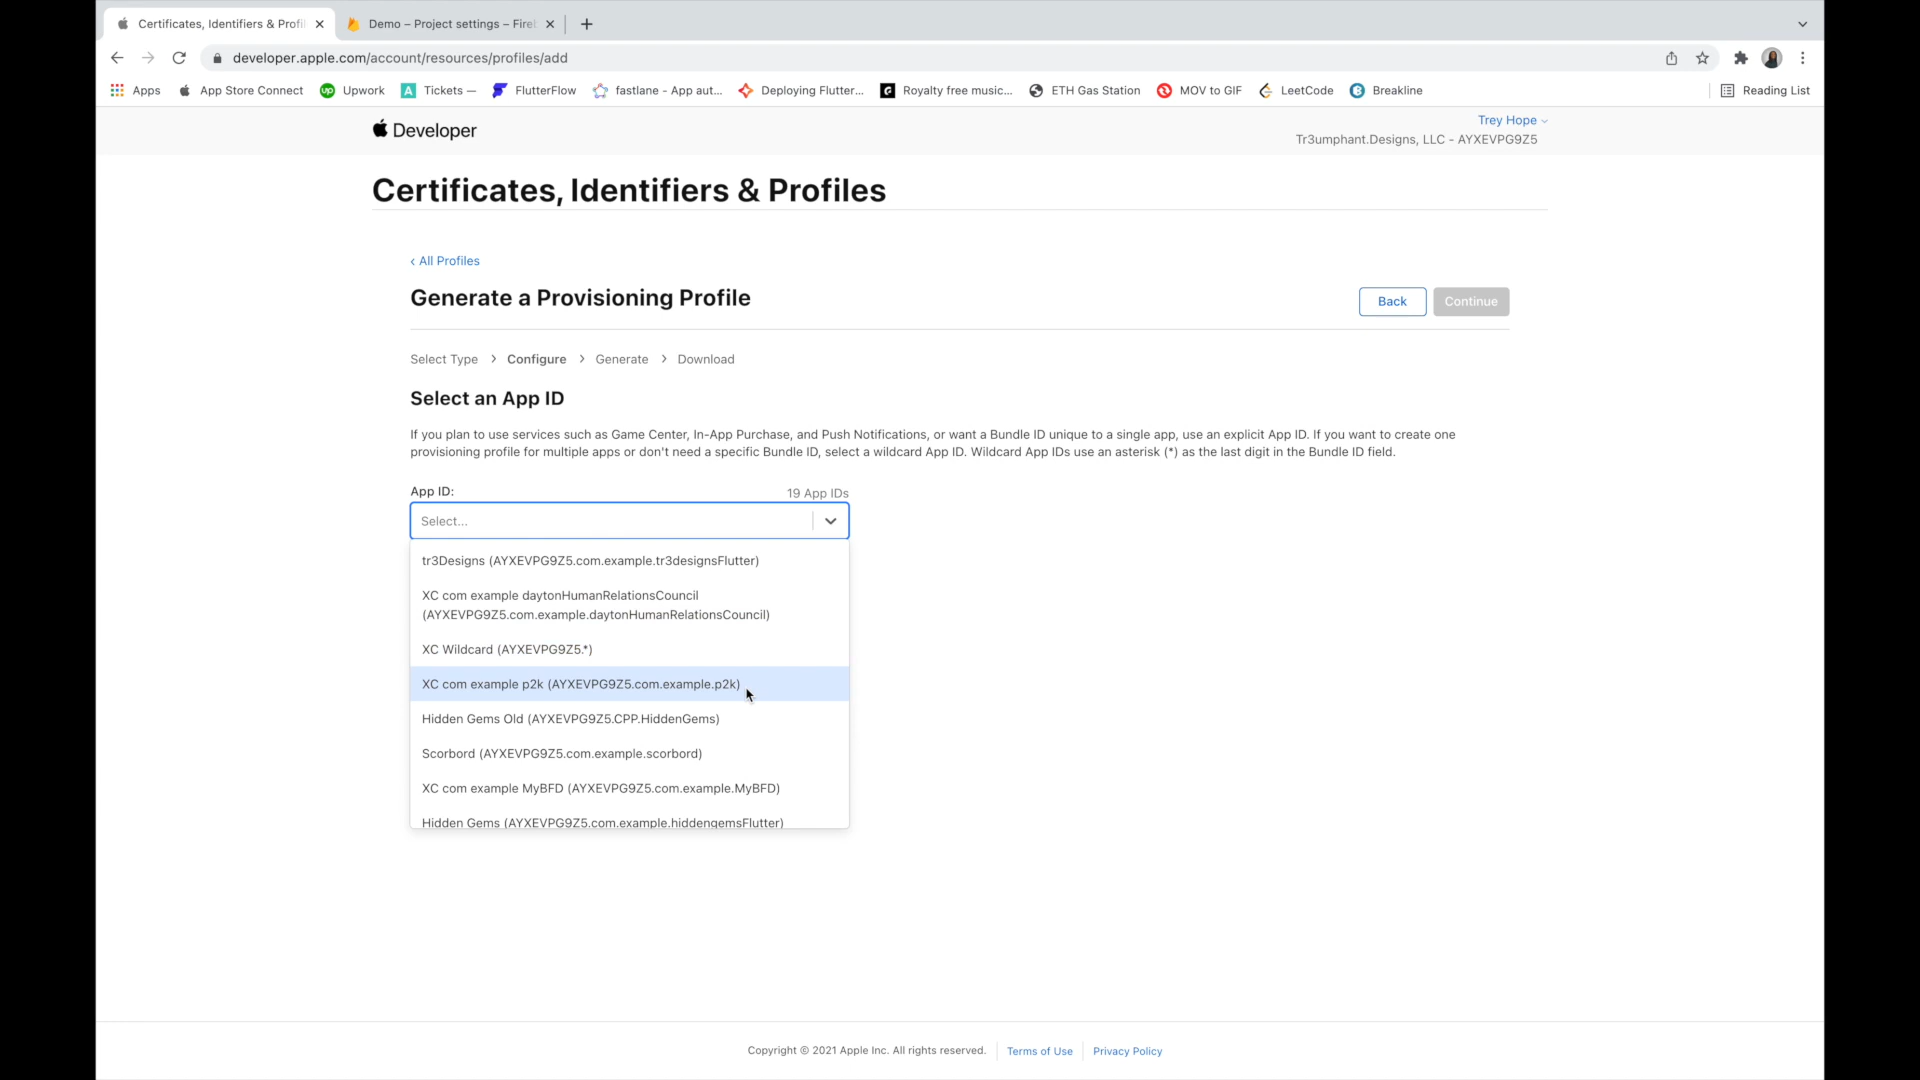 Certificates, Identifiers & Profi
Demo – Project settings – Fire
developer.apple.com/account/resources/profiles/add
Apps
App Store Connect
Upwork
Tickets —
FlutterFlow
fastlane - App aut...
Deploying Flutter...
Royalty free music...
ETH Gas Station
MOV to GIF
LeetCode
Breakline
Reading List
Developer
Trey Hope
Tr3umphant.Designs, LLC - AYXEVPG9Z5
Certificates, Identifiers & Profiles
‹ All Profiles
Generate a Provisioning Profile
Back
Continue
Select Type > Configure > Generate > Download
Select an App ID
If you plan to use services such as Game Center, In-App Purchase, and Push Notifications, or want a Bundle ID unique to a single app, use an explicit App ID. If you want to create one
provisioning profile for multiple apps or don't need a specific Bundle ID, select a wildcard App ID. Wildcard App IDs use an asterisk (*) as the last digit in the Bundle ID field.
App ID:
19 App IDs
Select...
tr3Designs (AYXEVPG9Z5.com.example.tr3designsFlutter)
XC com example daytonHumanRelationsCouncil
(AYXEVPG9Z5.com.example.daytonHumanRelationsCouncil)
XC Wildcard (AYXEVPG9Z5.*)
XC com example p2k (AYXEVPG9Z5.com.example.p2k)
Hidden Gems Old (AYXEVPG9Z5.CPP.HiddenGems)
Scorbord (AYXEVPG9Z5.com.example.scorbord)
XC com example MyBFD (AYXEVPG9Z5.com.example.MyBFD)
Hidden Gems (AYXEVPG9Z5.com.example.hiddengemsFlutter)
Copyright © 2021 Apple Inc. All rights reserved.
Terms of Use
Privacy Policy